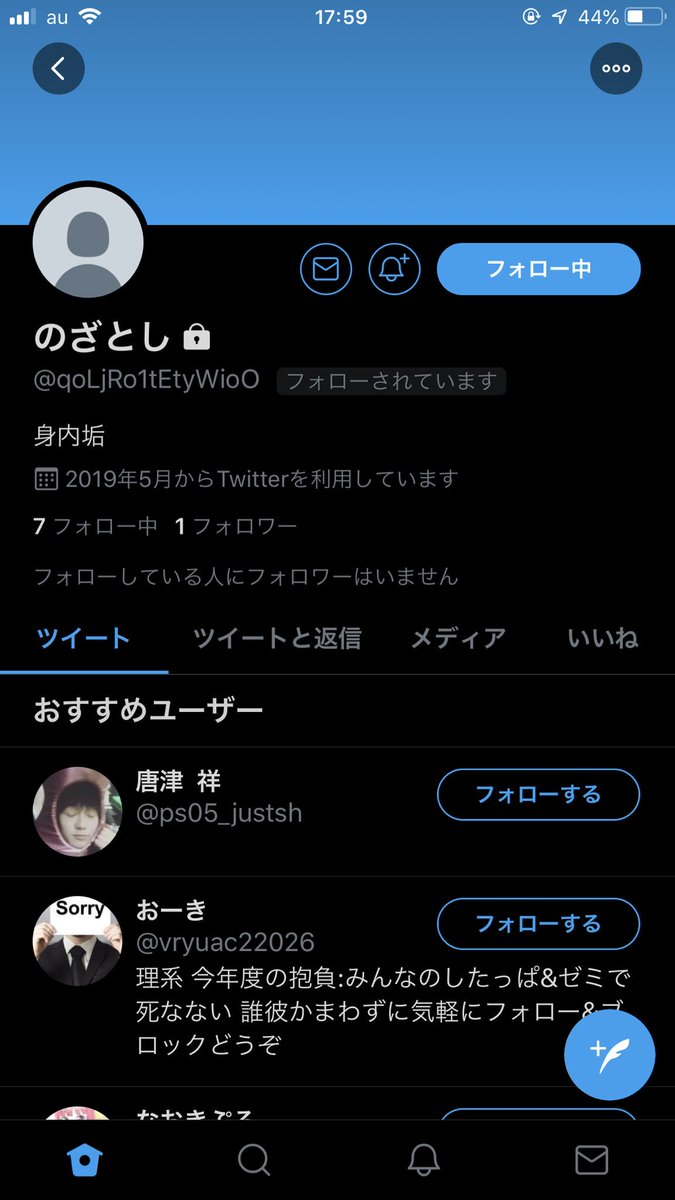 au 17:59 44%
のざとし
@qoLjRo1tEtyWioO フォローされています
フォロー中
身内垢
2019年5月からTwitterを利用しています
7 フォロー中 1 フォロワー
フォローしている人にフォロワーはいません
ツイート ツイートと返信 メディア いいね
おすすめユーザー
唐津 祥
@ps05_justsh
フォローする
Sorry
おーき
@vryuac22026
フォローする
理系 今年度の抱負:みんなのしたっぱ&ゼミで
死なない 誰彼かまわずに気軽にフォロー&ブ
ロックどうぞ
なおきぷる